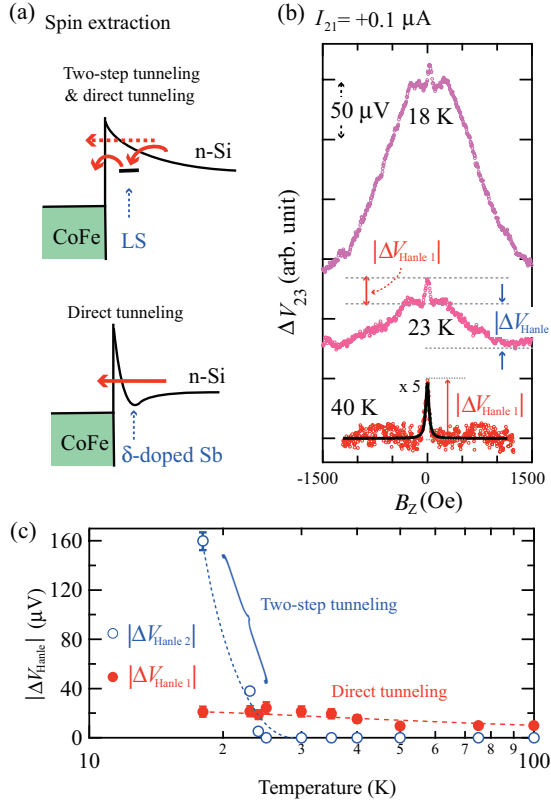 (a)
Spin extraction
Two-step tunneling
& direct tunneling
n-Si
CoFe
LS
Direct tunneling
n-Si
CoFe
δ-doped Sb
(b)
I21= +0.1 μA
50 μV
18 K
|ΔVHanle 1|
23 K
|ΔVHanle
x 5
40 K
|ΔVHanle 1|
ΔV23 (arb. unit)
-1500
0
1500
BZ(Oe)
(c)
160
120
80
40
0
|ΔVHanle| (μV)
Two-step tunneling
|ΔVHanle 2|
|ΔVHanle 1|
Direct tunneling
10
2
3
4
5
6
7
8
9
100
Temperature (K)